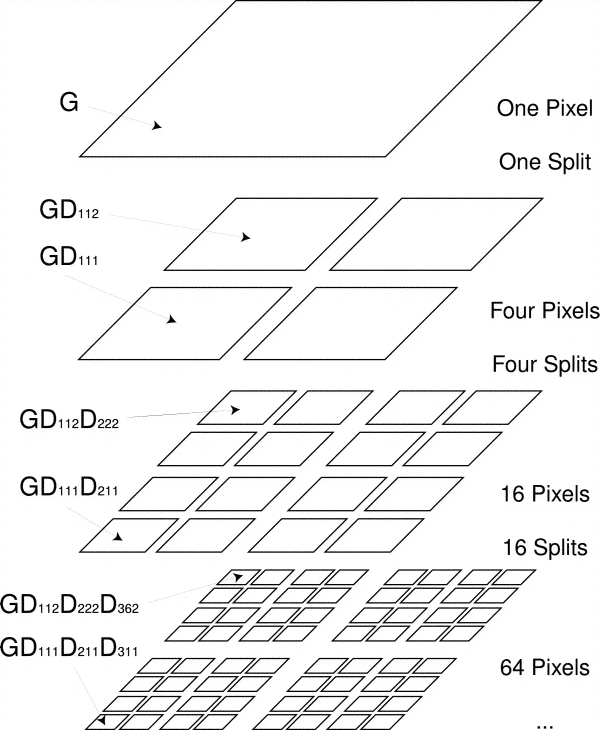 G
One Pixel
One Split
GD₁₁₂
GD₁₁₁
Four Pixels
Four Splits
GD₁₁₂D₂₂₂
GD₁₁₁D₂₁₁
16 Pixels
16 Splits
GD₁₁₂D₂₂₂D₃₆₂
GD₁₁₁D₂₁₁D₃₁₁
64 Pixels
...